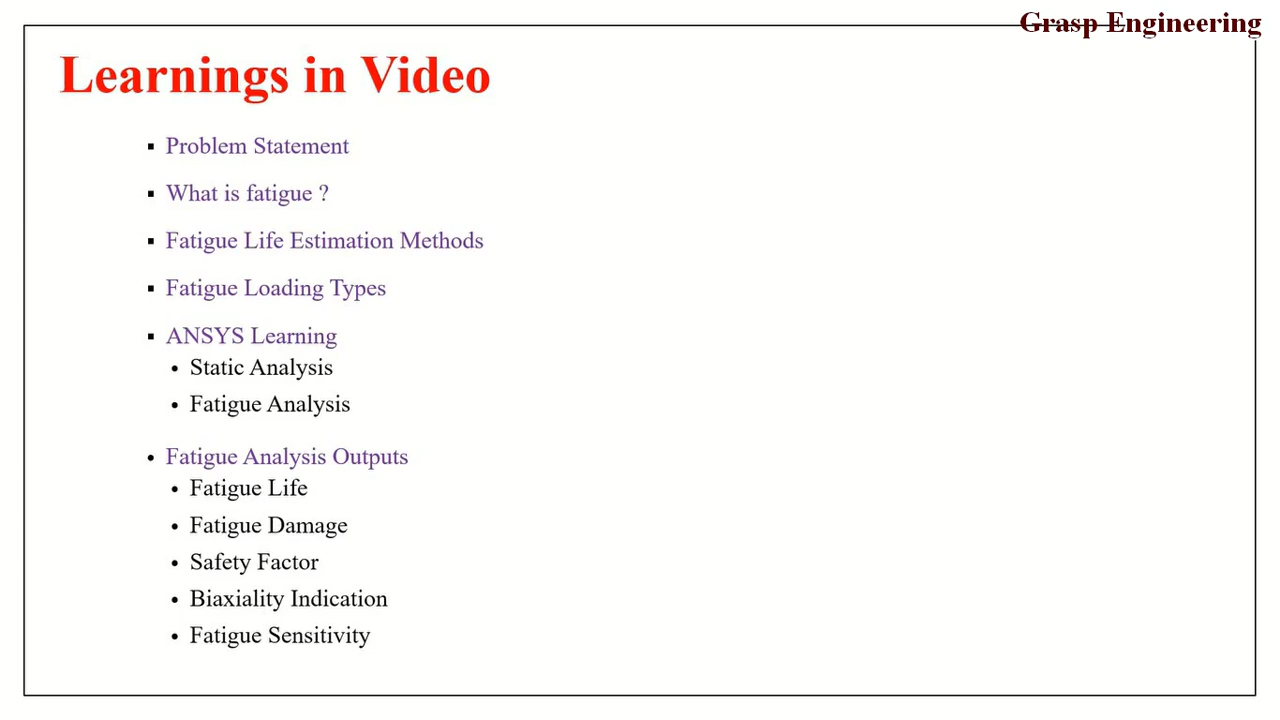 Grasp Engineering
Learnings in Video
▪ Problem Statement
▪ What is fatigue ?
▪ Fatigue Life Estimation Methods
▪ Fatigue Loading Types
▪ ANSYS Learning
• Static Analysis
• Fatigue Analysis
• Fatigue Analysis Outputs
• Fatigue Life
• Fatigue Damage
• Safety Factor
• Biaxiality Indication
• Fatigue Sensitivity